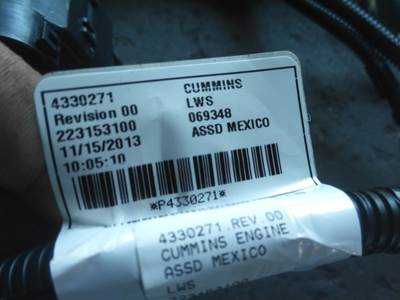 4330271
Revision 00
223153100
11/15/2013
10:05:10
CUMMINS
LWS
069348
ASSD MEXICO
*P4330271*
4330271 REV 00
CUMMINS ENGINE
ASSD MEXICO
LWS